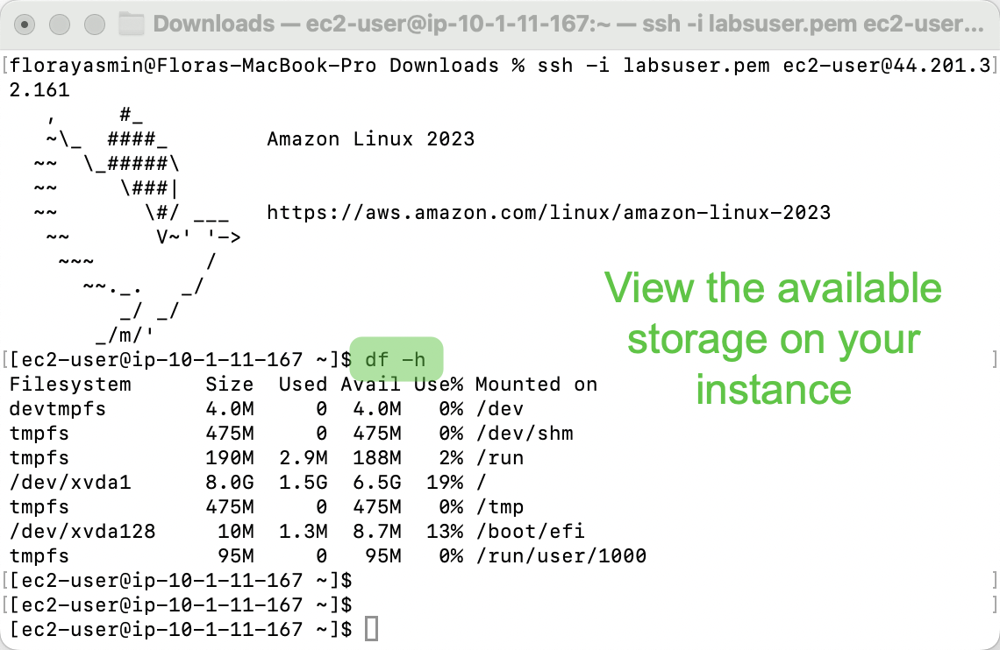 Downloads — ec2-user@ip-10-1-11-167:~ — ssh -i labsuser.pem ec2-user...
[florayasmin@Floras-MacBook-Pro Downloads % ssh -i labsuser.pem ec2-user@44.201.3]
2.161
   ,     #_
   ~\_  ####_        Amazon Linux 2023
  ~~  \_#####\
  ~~     \###|
  ~~       \#/ ___   https://aws.amazon.com/linux/amazon-linux-2023
   ~~       V~' '->
    ~~~         /
      ~~._.   _/
         _/ _/
       _/m/'
View the available
storage on your
instance
[[ec2-user@ip-10-1-11-167 ~]$ df -h ]
Filesystem      Size  Used Avail Use% Mounted on
devtmpfs        4.0M     0  4.0M   0% /dev
tmpfs           475M     0  475M   0% /dev/shm
tmpfs           190M  2.9M  188M   2% /run
/dev/xvda1      8.0G  1.5G  6.5G  19% /
tmpfs           475M     0  475M   0% /tmp
/dev/xvda128     10M  1.3M  8.7M  13% /boot/efi
tmpfs            95M     0   95M   0% /run/user/1000
[[ec2-user@ip-10-1-11-167 ~]$ ]
[[ec2-user@ip-10-1-11-167 ~]$ ]
[ec2-user@ip-10-1-11-167 ~]$